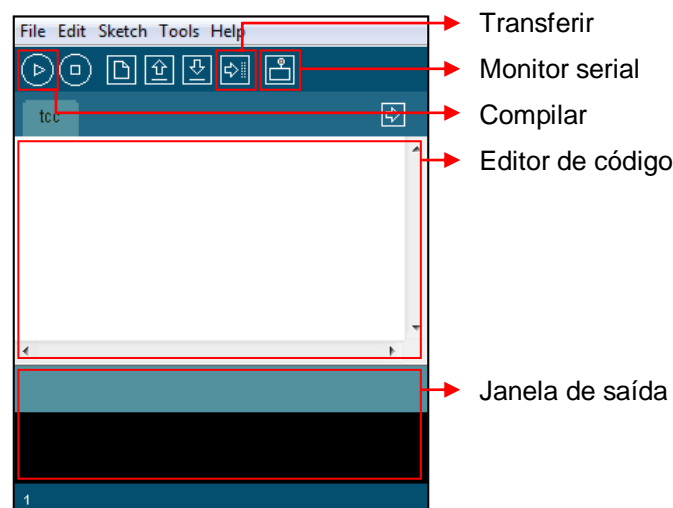 Transferir
File Edit Sketch Tools Help
Monitor serial
Compilar
tcc
Editor de código
Janela de saída
1